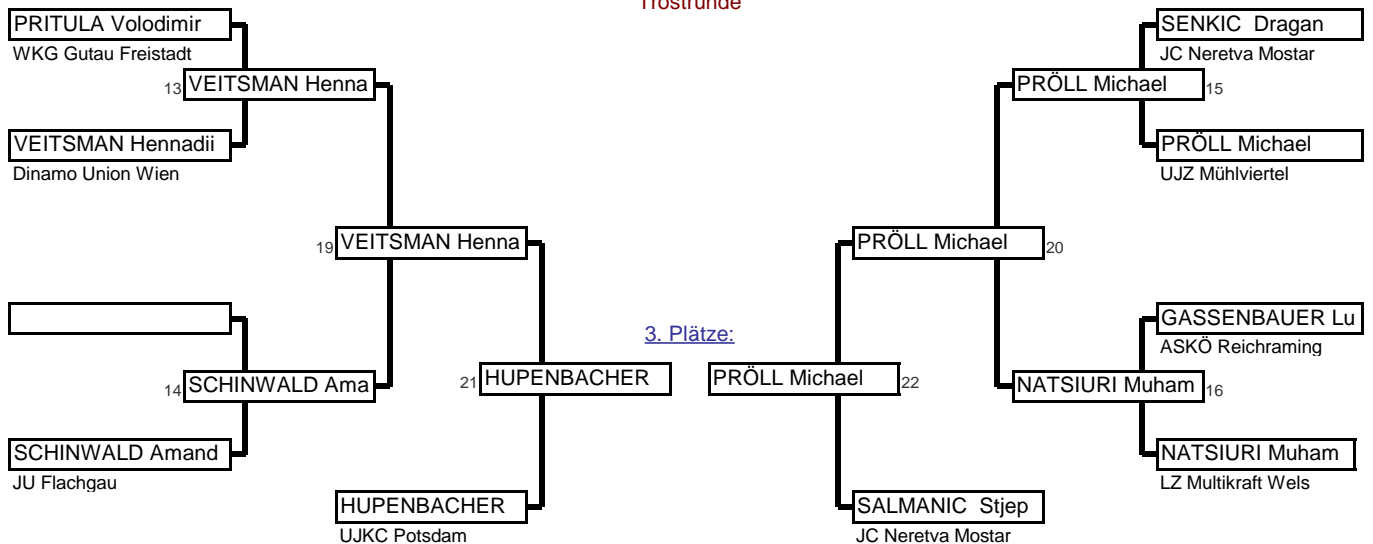 Trostrunde
PRITULA Volodimir
WKG Gutau Freistadt
13 VEITSMAN Henna
VEITSMAN Hennadii
Dinamo Union Wien
19 VEITSMAN Henna
14 SCHINWALD Ama
SCHINWALD Amand
JU Flachgau
21 HUPENBACHER
HUPENBACHER
UJKC Potsdam
3. Plätze:
SENKIC Dragan
JC Neretva Mostar
PRÖLL Michael 15
PRÖLL Michael
UJZ Mühlviertel
PRÖLL Michael 20
GASSENBAUER Lu
ASKÖ Reichraming
NATSIURI Muham 16
NATSIURI Muham
LZ Multikraft Wels
PRÖLL Michael 22
SALMANIC Stjep
JC Neretva Mostar